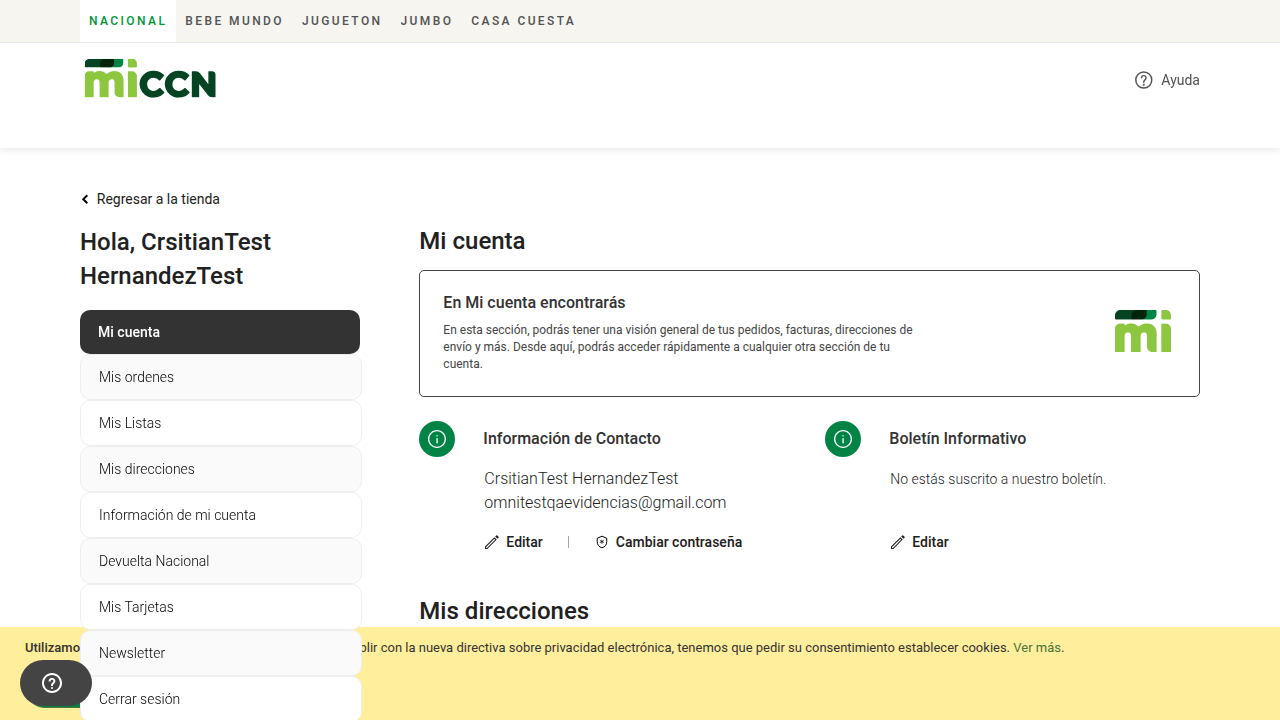 NACIONAL BEBE MUNDO JUGUETON JUMBO CASA CUESTA
miCCN
Ayuda
Regresar a la tienda
Hola, CrsitianTest
HernandezTest
Mi cuenta
Mis ordenes
Mis Listas
Mis direcciones
Información de mi cuenta
Devuelta Nacional
Mis Tarjetas
Newsletter
Cerrar sesión
Mi cuenta
En Mi cuenta encontrarás
En esta sección, podrás tener una visión general de tus pedidos, facturas, direcciones de
envío y más. Desde aquí, podrás acceder rápidamente a cualquier otra sección de tu
cuenta.
mi
Información de Contacto
CrsitianTest HernandezTest
omnitestqaevidencias@gmail.com
Editar | Cambiar contraseña
Boletín Informativo
No estás suscrito a nuestro boletín.
Editar
Mis direcciones
con la nueva directiva sobre privacidad electrónica, tenemos que pedir su consentimiento establecer cookies. Ver más.